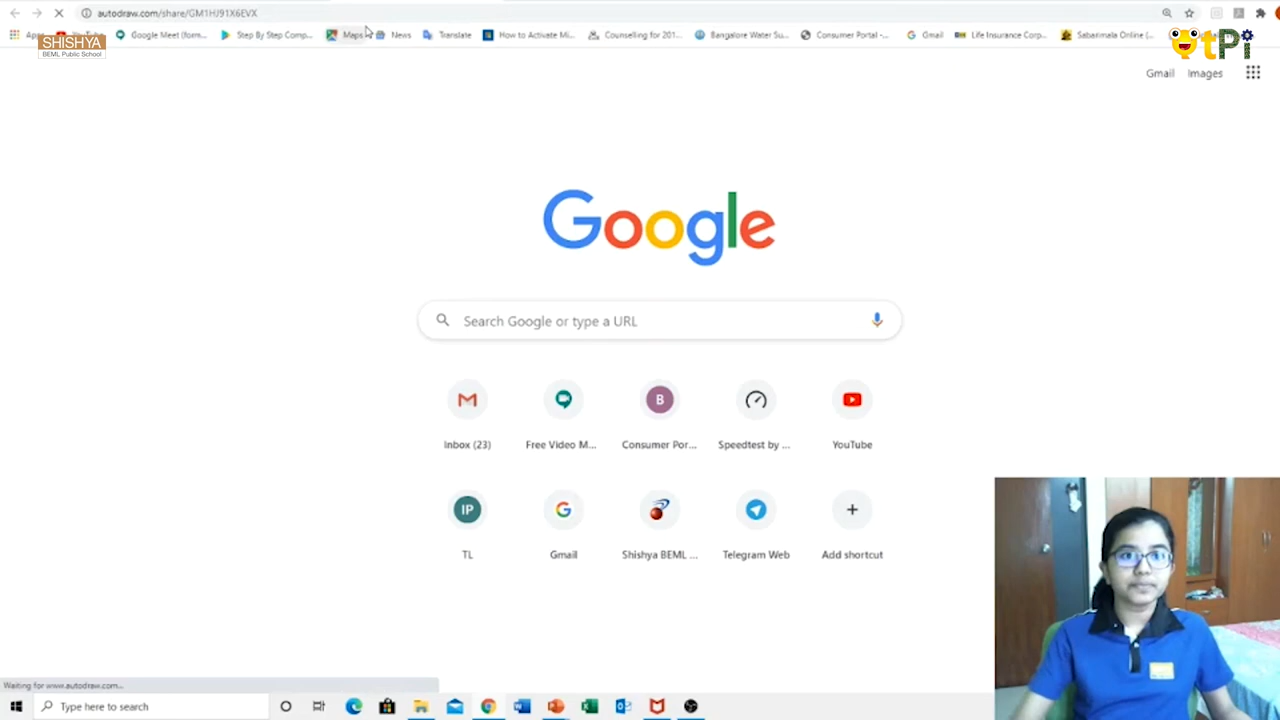 autodraw.com/share/GM1HJ91X6EVX
Google Meet (form...
Step By Step Comp...
Maps
News
Translate
How to Activate Mi...
Counselling for 201...
Bangalore Water Su...
Consumer Portal -...
Gmail
Life Insurance Corp...
Sabarimala Online (...
SHISHYA
BEML Public School
tPi
Gmail
Images
Google
Search Google or type a URL
B
Inbox (23)
Free Video M...
Consumer Por...
Speedtest by ...
YouTube
IP
TL
Gmail
Shishya BEML ...
Telegram Web
Add shortcut
Waiting for www.autodraw.com...
Type here to search